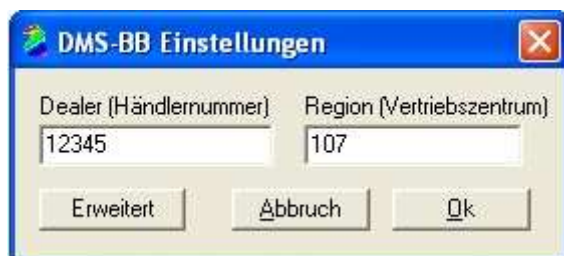 DMS-BB Einstellungen
Dealer (Händlernummer) Region (Vertriebszentrum)
12345 107
Erweitert Abbruch Ok